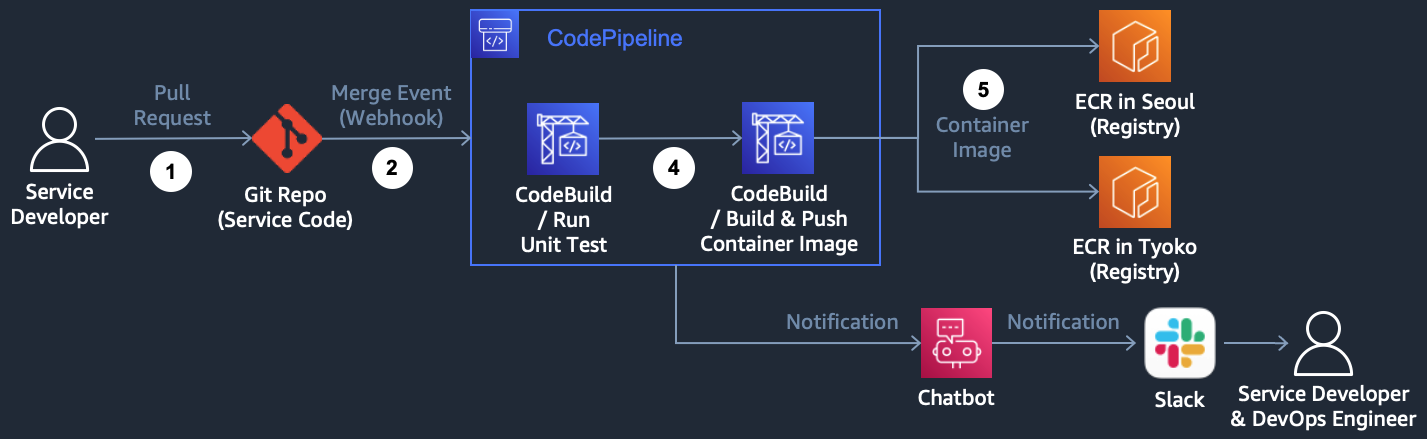 CodePipeline
Pull
Request
1
Merge Event
(Webhook)
2
Service
Developer
Git Repo
(Service Code)
CodeBuild
/ Run
Unit Test
4
CodeBuild
/ Build & Push
Container Image
5
Container
Image
ECR in Seoul
(Registry)
ECR in Tyoko
(Registry)
Notification
Chatbot
Notification
Slack
Service Developer
& DevOps Engineer